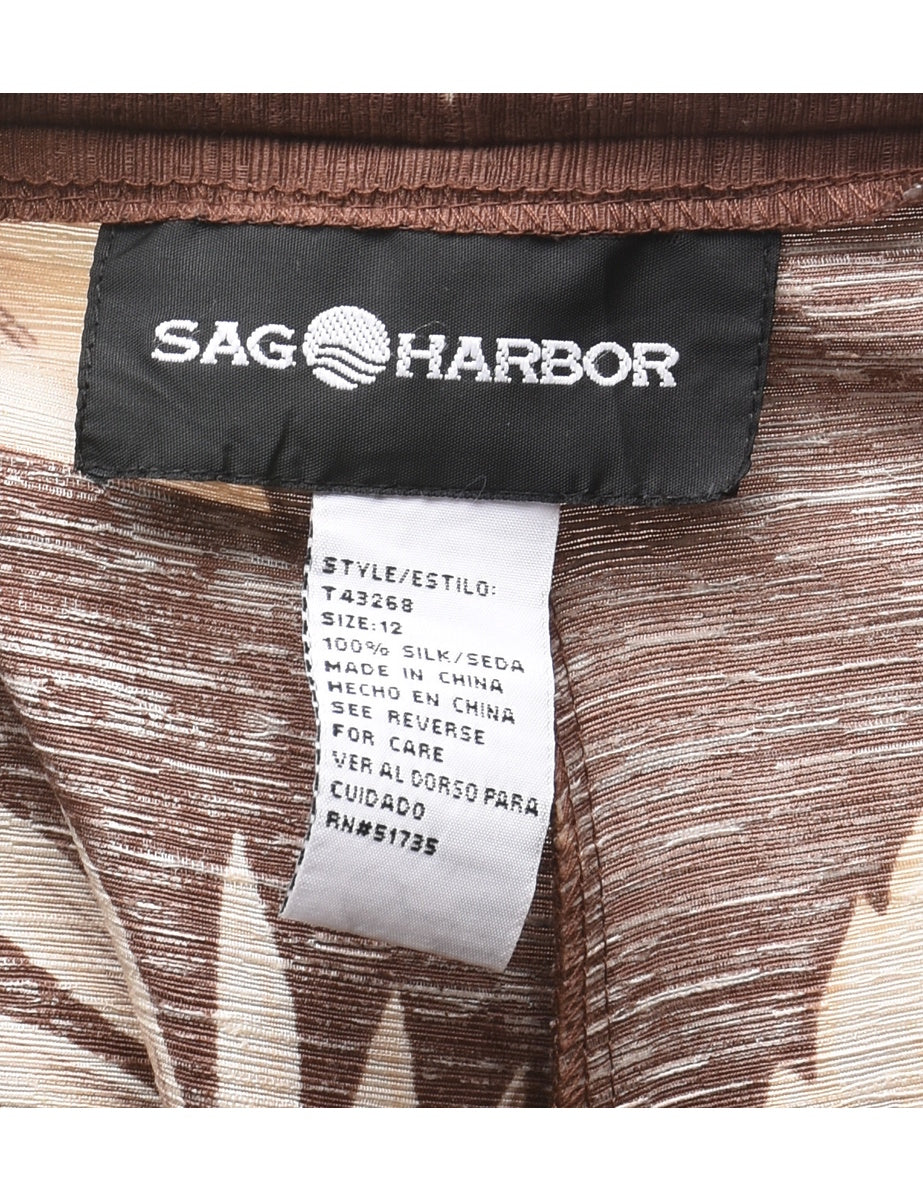 SAG HARBOR
STYLE/ESTILO:
T43268
SIZE:12
100% SILK/SEDA
MADE IN CHINA
HECHO EN CHINA
SEE REVERSE
FOR CARE
VER AL DORSO PARA
CUIDADO
RN#51735